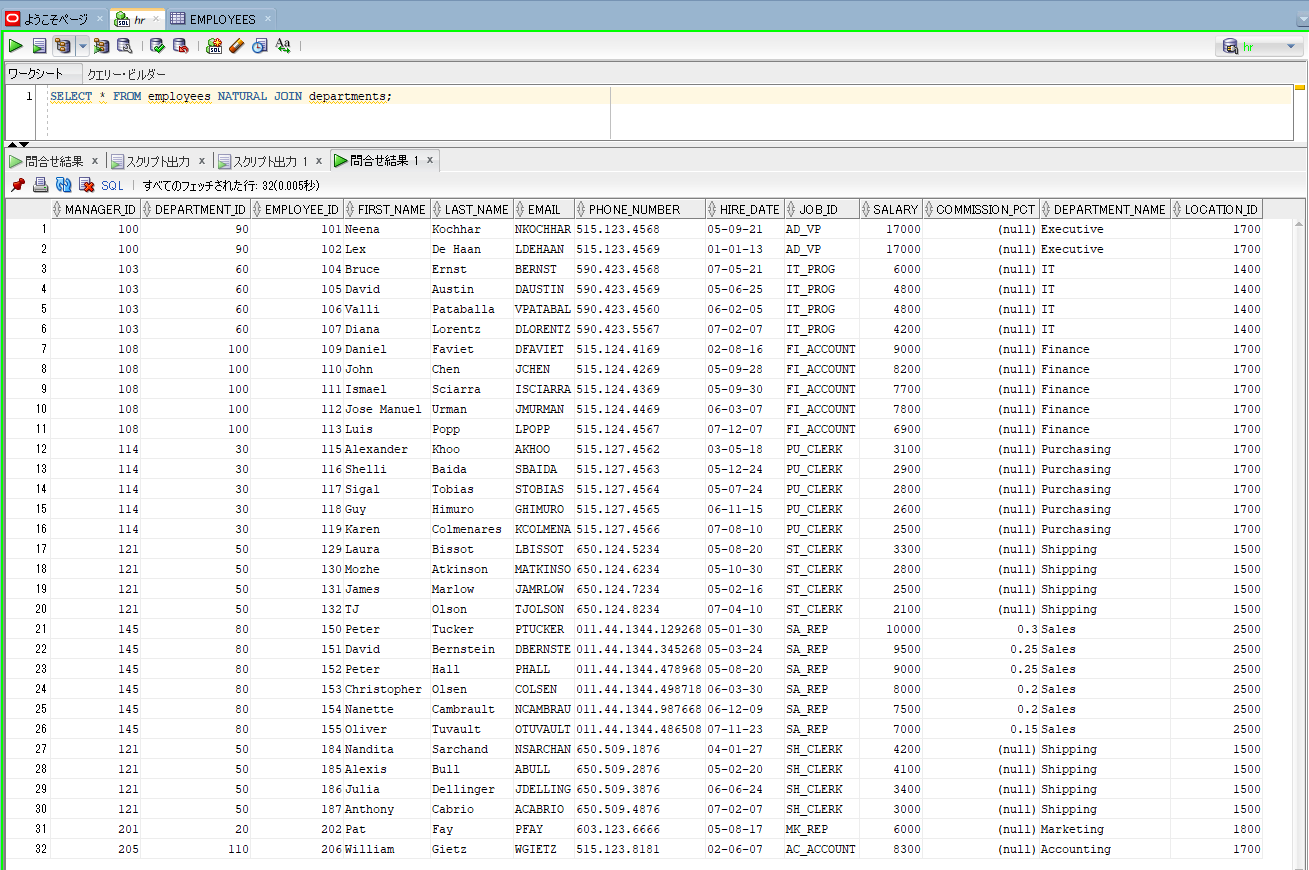 ようこそページ hr EMPLOYEES
hr
ワークシート クエリー・ビルダー
1 SELECT * FROM employees NATURAL JOIN departments;
問合せ結果 x スクリプト出力 x スクリプト出力 1 x 問合せ結果 1 x
SQL すべてのフェッチされた行: 32(0.005秒)
MANAGER_ID DEPARTMENT_ID EMPLOYEE_ID FIRST_NAME LAST_NAME EMAIL PHONE_NUMBER HIRE_DATE JOB_ID SALARY COMMISSION_PCT DEPARTMENT_NAME LOCATION_ID
1 100 90 101 Neena Kochhar NKOCHHAR 515.123.4568 05-09-21 AD_VP 17000 (null) Executive 1700
2 100 90 102 Lex De Haan LDEHAAN 515.123.4569 01-01-13 AD_VP 17000 (null) Executive 1700
3 103 60 104 Bruce Ernst BERNST 590.423.4568 07-05-21 IT_PROG 6000 (null) IT 1400
4 103 60 105 David Austin DAUSTIN 590.423.4569 05-06-25 IT_PROG 4800 (null) IT 1400
5 103 60 106 Valli Pataballa VPATABAL 590.423.4560 06-02-05 IT_PROG 4800 (null) IT 1400
6 103 60 107 Diana Lorentz DLORENTZ 590.423.5567 07-02-07 IT_PROG 4200 (null) IT 1400
7 108 100 109 Daniel Faviet DFAVIET 515.124.4169 02-08-16 FI_ACCOUNT 9000 (null) Finance 1700
8 108 100 110 John Chen JCHEN 515.124.4269 05-09-28 FI_ACCOUNT 8200 (null) Finance 1700
9 108 100 111 Ismael Sciarra ISCIARRA 515.124.4369 05-09-30 FI_ACCOUNT 7700 (null) Finance 1700
10 108 100 112 Jose Manuel Urman JMURMAN 515.124.4469 06-03-07 FI_ACCOUNT 7800 (null) Finance 1700
11 108 100 113 Luis Popp LPOPP 515.124.4567 07-12-07 FI_ACCOUNT 6900 (null) Finance 1700
12 114 30 115 Alexander Khoo AKHOO 515.127.4562 03-05-18 PU_CLERK 3100 (null) Purchasing 1700
13 114 30 116 Shelli Baida SBAIDA 515.127.4563 05-12-24 PU_CLERK 2900 (null) Purchasing 1700
14 114 30 117 Sigal Tobias STOBIAS 515.127.4564 05-07-24 PU_CLERK 2800 (null) Purchasing 1700
15 114 30 118 Guy Himuro GHIMURO 515.127.4565 06-11-15 PU_CLERK 2600 (null) Purchasing 1700
16 114 30 119 Karen Colmenares KCOLMENA 515.127.4566 07-08-10 PU_CLERK 2500 (null) Purchasing 1700
17 121 50 129 Laura Bissot LBISSOT 650.124.5234 05-08-20 ST_CLERK 3300 (null) Shipping 1500
18 121 50 130 Mozhe Atkinson MATKINSO 650.124.6234 05-10-30 ST_CLERK 2800 (null) Shipping 1500
19 121 50 131 James Marlow JAMRLOW 650.124.7234 05-02-16 ST_CLERK 2500 (null) Shipping 1500
20 121 50 132 TJ Olson TJOLSON 650.124.8234 07-04-10 ST_CLERK 2100 (null) Shipping 1500
21 145 80 150 Peter Tucker PTUCKER 011.44.1344.129268 05-01-30 SA_REP 10000 0.3 Sales 2500
22 145 80 151 David Bernstein DBERNSTE 011.44.1344.345268 05-03-24 SA_REP 9500 0.25 Sales 2500
23 145 80 152 Peter Hall PHALL 011.44.1344.478968 05-08-20 SA_REP 9000 0.25 Sales 2500
24 145 80 153 Christopher Olsen COLSEN 011.44.1344.498718 06-03-30 SA_REP 8000 0.2 Sales 2500
25 145 80 154 Nanette Cambrault NCAMBRAU 011.44.1344.987668 06-12-09 SA_REP 7500 0.2 Sales 2500
26 145 80 155 Oliver Tuvault OTUVAULT 011.44.1344.486508 07-11-23 SA_REP 7000 0.15 Sales 2500
27 121 50 184 Nandita Sarchand NSARCHAN 650.509.1876 04-01-27 SH_CLERK 4200 (null) Shipping 1500
28 121 50 185 Alexis Bull ABULL 650.509.2876 05-02-20 SH_CLERK 4100 (null) Shipping 1500
29 121 50 186 Julia Dellinger JDELLING 650.509.3876 06-06-24 SH_CLERK 3400 (null) Shipping 1500
30 121 50 187 Anthony Cabrio ACABRIO 650.509.4876 07-02-07 SH_CLERK 3000 (null) Shipping 1500
31 201 20 202 Pat Fay PFAY 603.123.6666 05-08-17 MK_REP 6000 (null) Marketing 1800
32 205 110 206 William Gietz WGIETZ 515.123.8181 02-06-07 AC_ACCOUNT 8300 (null) Accounting 1700